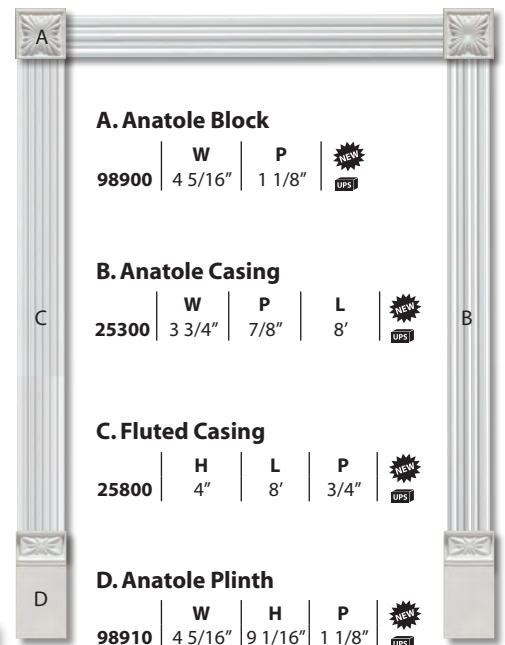 A
A. Anatole Block
W P NEW
98900 4 5/16" 1 1/8" UPS
B. Anatole Casing
W P L NEW
25300 3 3/4" 7/8" 8' UPS
C
B
C. Fluted Casing
H L P NEW
25800 4" 8' 3/4" UPS
D. Anatole Plinth
D
W H P NEW
98910 4 5/16" 9 1/16" 1 1/8" UPS